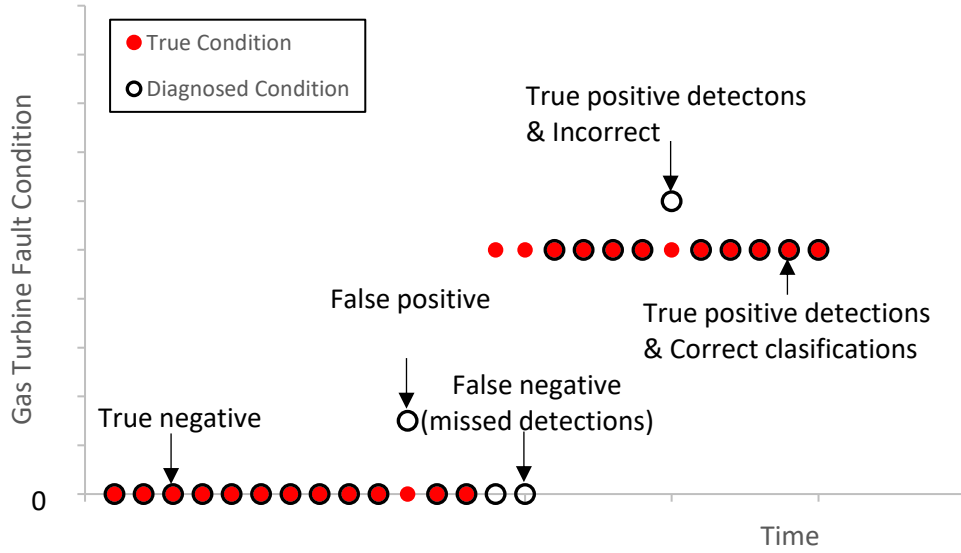 True Condition
Diagnosed Condition
True positive detectons
& Incorrect
Gas Turbine Fault Condition
False positive
True positive detections
& Correct clasifications
False negative
(missed detections)
True negative
0
Time